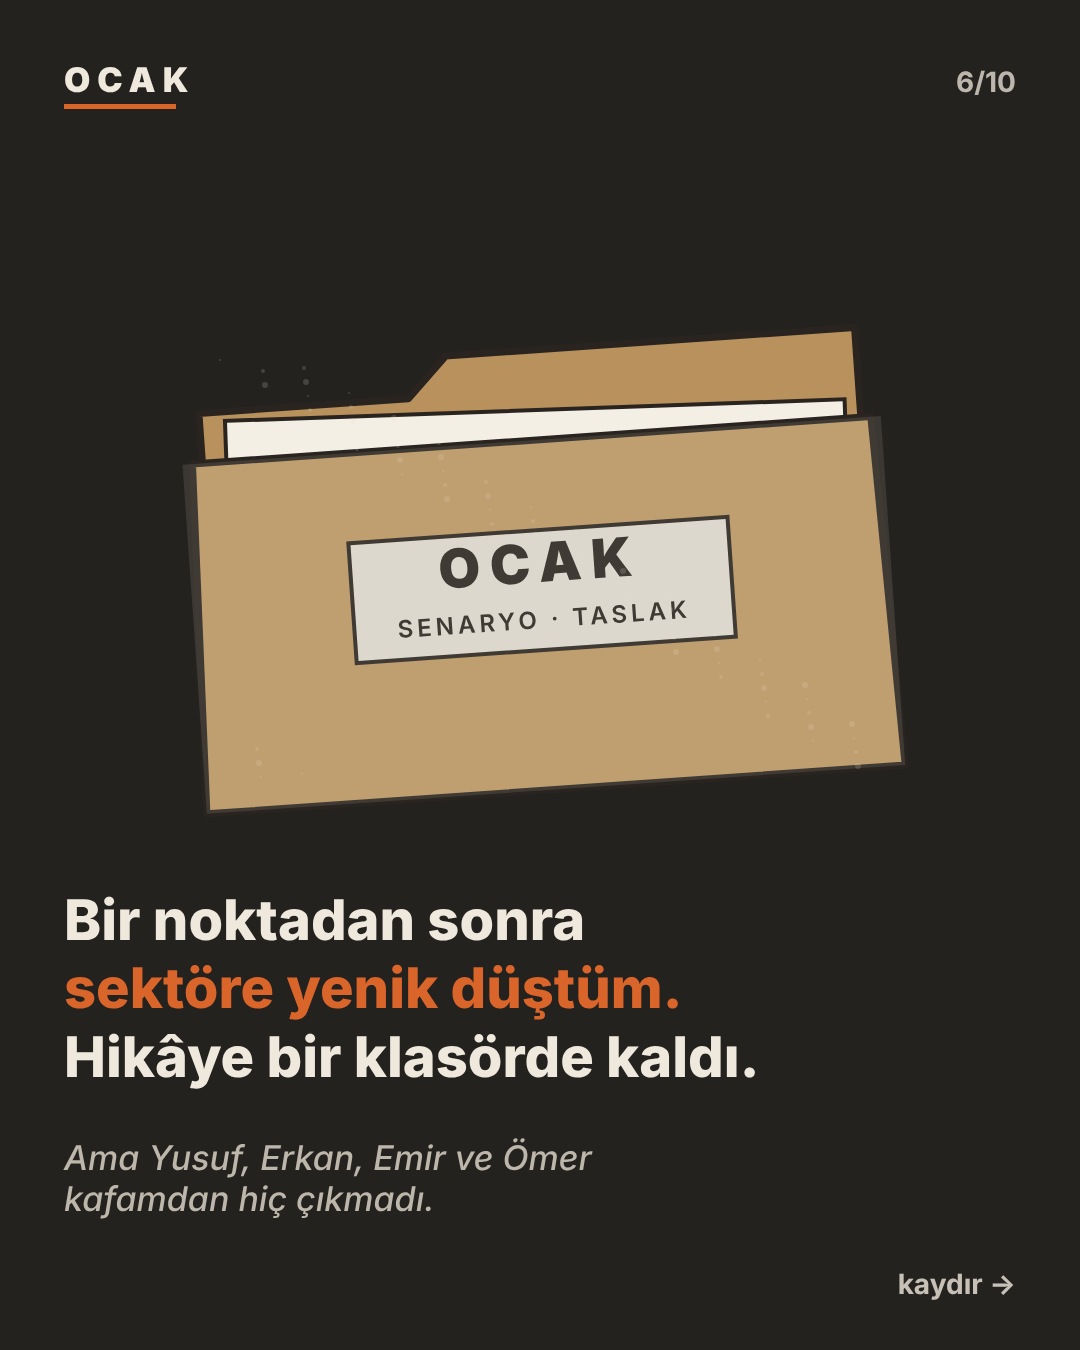 OCAK
6/10
OCAK
SENARYO · TASLAK
Bir noktadan sonra
sektöre yenik düştüm.
Hikâye bir klasörde kaldı.
Ama Yusuf, Erkan, Emir ve Ömer
kafamdan hiç çıkmadı.
kaydır →